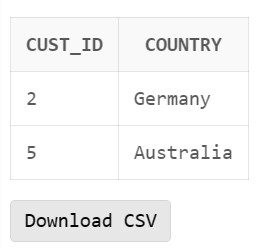 CUST_ID COUNTRY
2 Germany
5 Australia
Download CSV